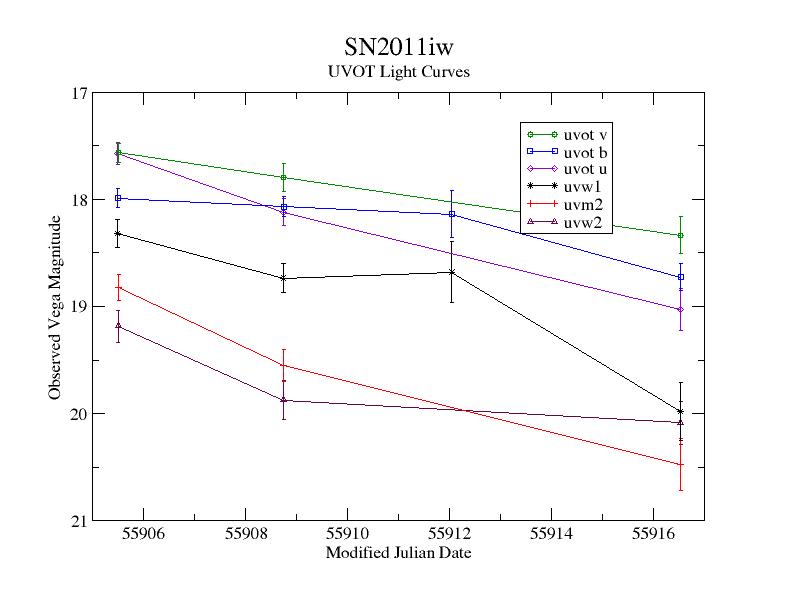 SN2011iw
UVOT Light Curves
17
18
19
20
21
Observed Vega Magnitude
uvot v
uvot b
uvot u
uvw1
uvm2
uvw2
55906 55908 55910 55912 55914 55916
Modified Julian Date